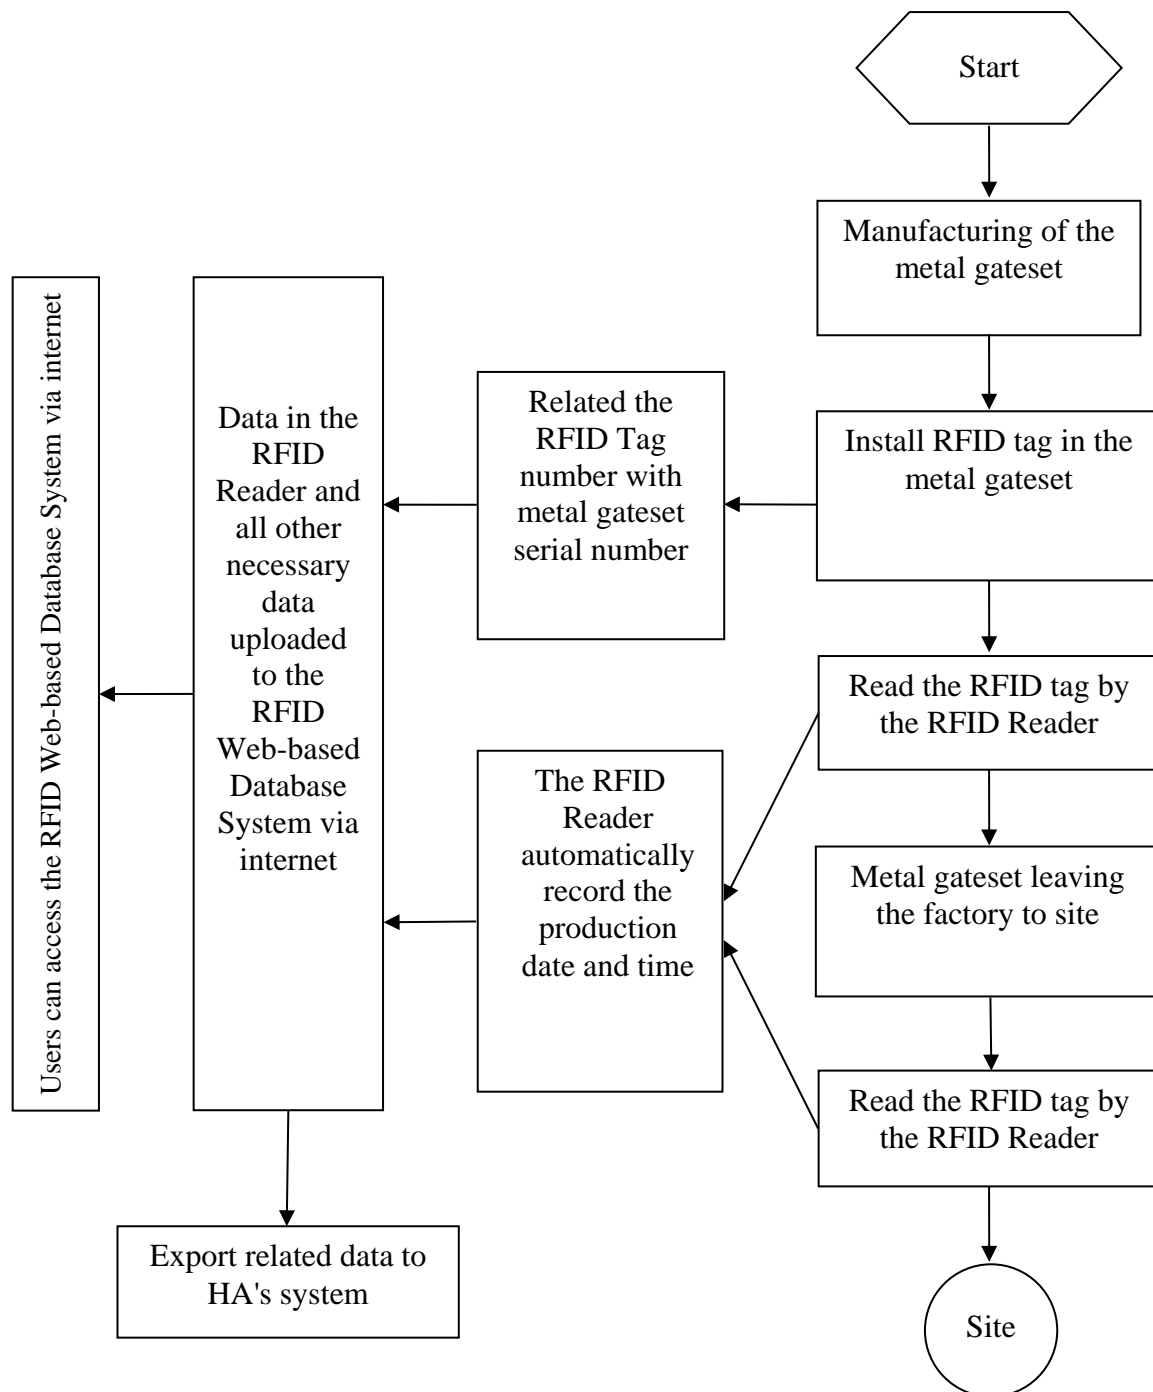 Start
Manufacturing of the
metal gateset
Install RFID tag in the
metal gateset
Related the
RFID Tag
number with
metal gateset
serial number
Read the RFID tag by
the RFID Reader
Metal gateset leaving
the factory to site
Read the RFID tag by
the RFID Reader
The RFID
Reader
automatically
record the
production
date and time
Data in the
RFID
Reader and
all other
necessary
data
uploaded
to the
RFID
Web-based
Database
System via
internet
Users can access the RFID Web-based Database System via internet
Export related data to
HA's system
Site